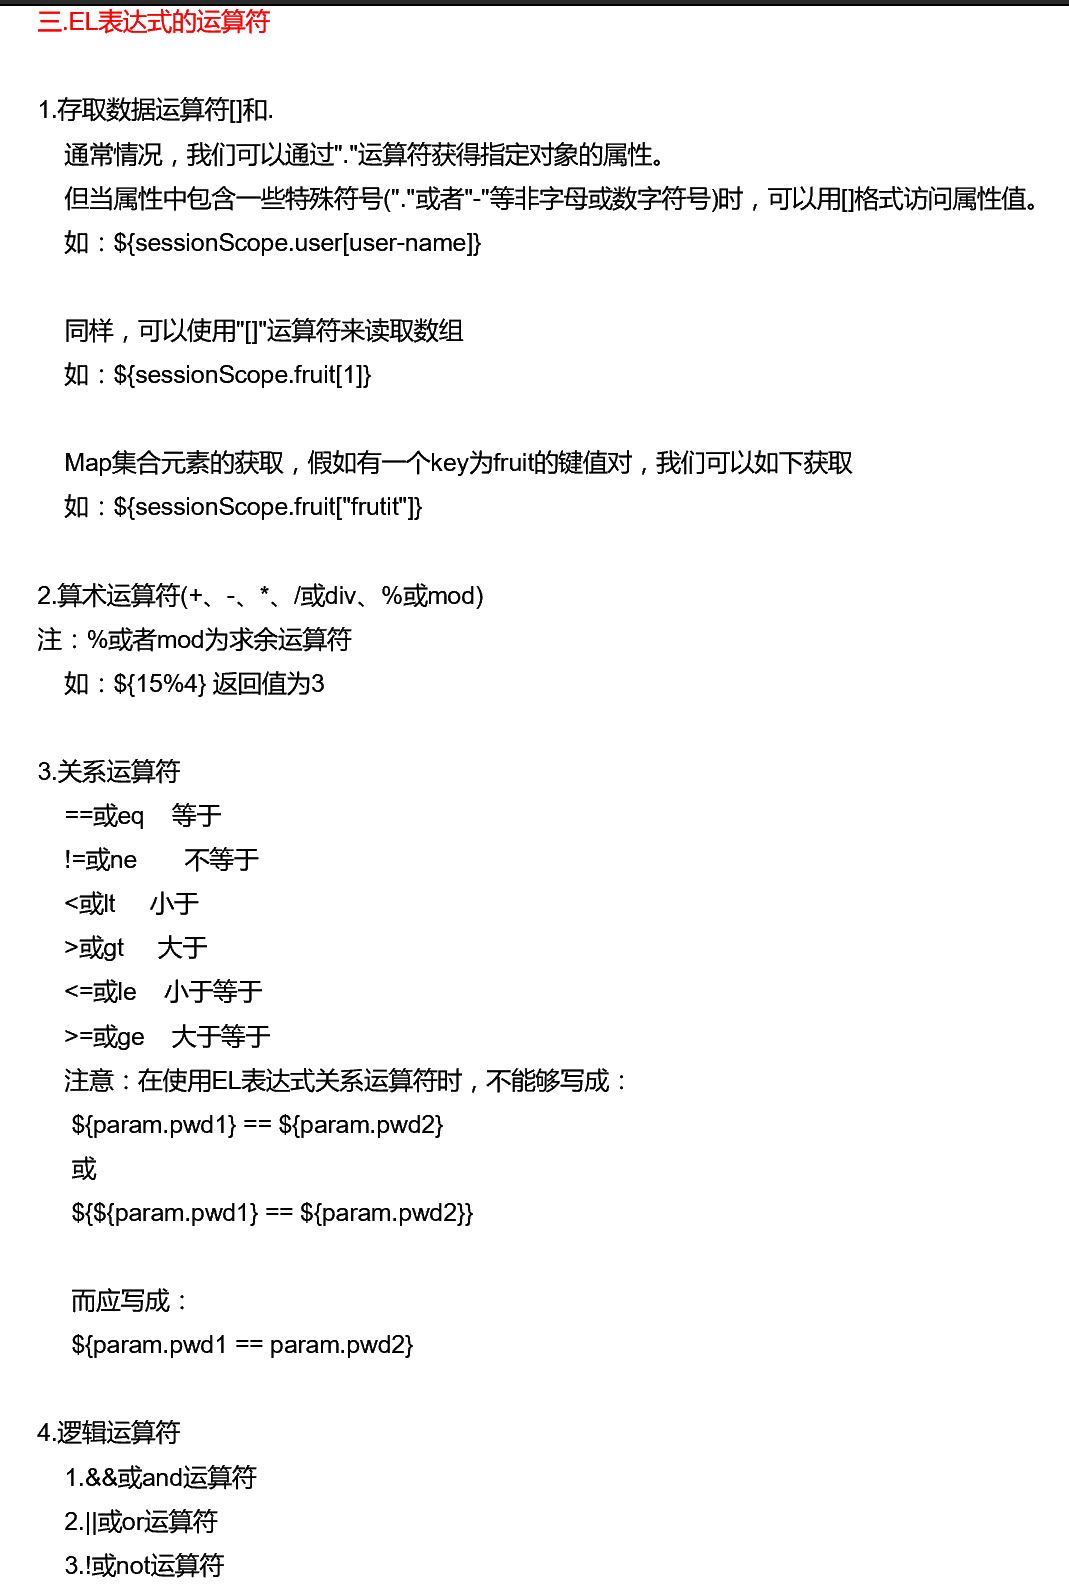 三.EL表达式的运算符
1.存取数据运算符[]和.
通常情况，我们可以通过"."运算符获得指定对象的属性。
但当属性中包含一些特殊符号("."或者"-"等非字母或数字符号)时，可以用[]格式访问属性值。
如：${sessionScope.user[user-name]}
同样，可以使用"[]"运算符来读取数组
如：${sessionScope.fruit[1]}
Map集合元素的获取，假如有一个key为fruit的键值对，我们可以如下获取
如：${sessionScope.fruit["frutit"]}
2.算术运算符(+、-、*、/或div、%或mod)
注：%或者mod为求余运算符
如：${15%4} 返回值为3
3.关系运算符
==或eq 等于
!=或ne 不等于
<或lt 小于
>或gt 大于
<=或le 小于等于
>=或ge 大于等于
注意：在使用EL表达式关系运算符时，不能够写成：
${param.pwd1} == ${param.pwd2}
或
${${param.pwd1} == ${param.pwd2}}
而应写成：
${param.pwd1 == param.pwd2}
4.逻辑运算符
1.&&或and运算符
2.||或or运算符
3.!或not运算符